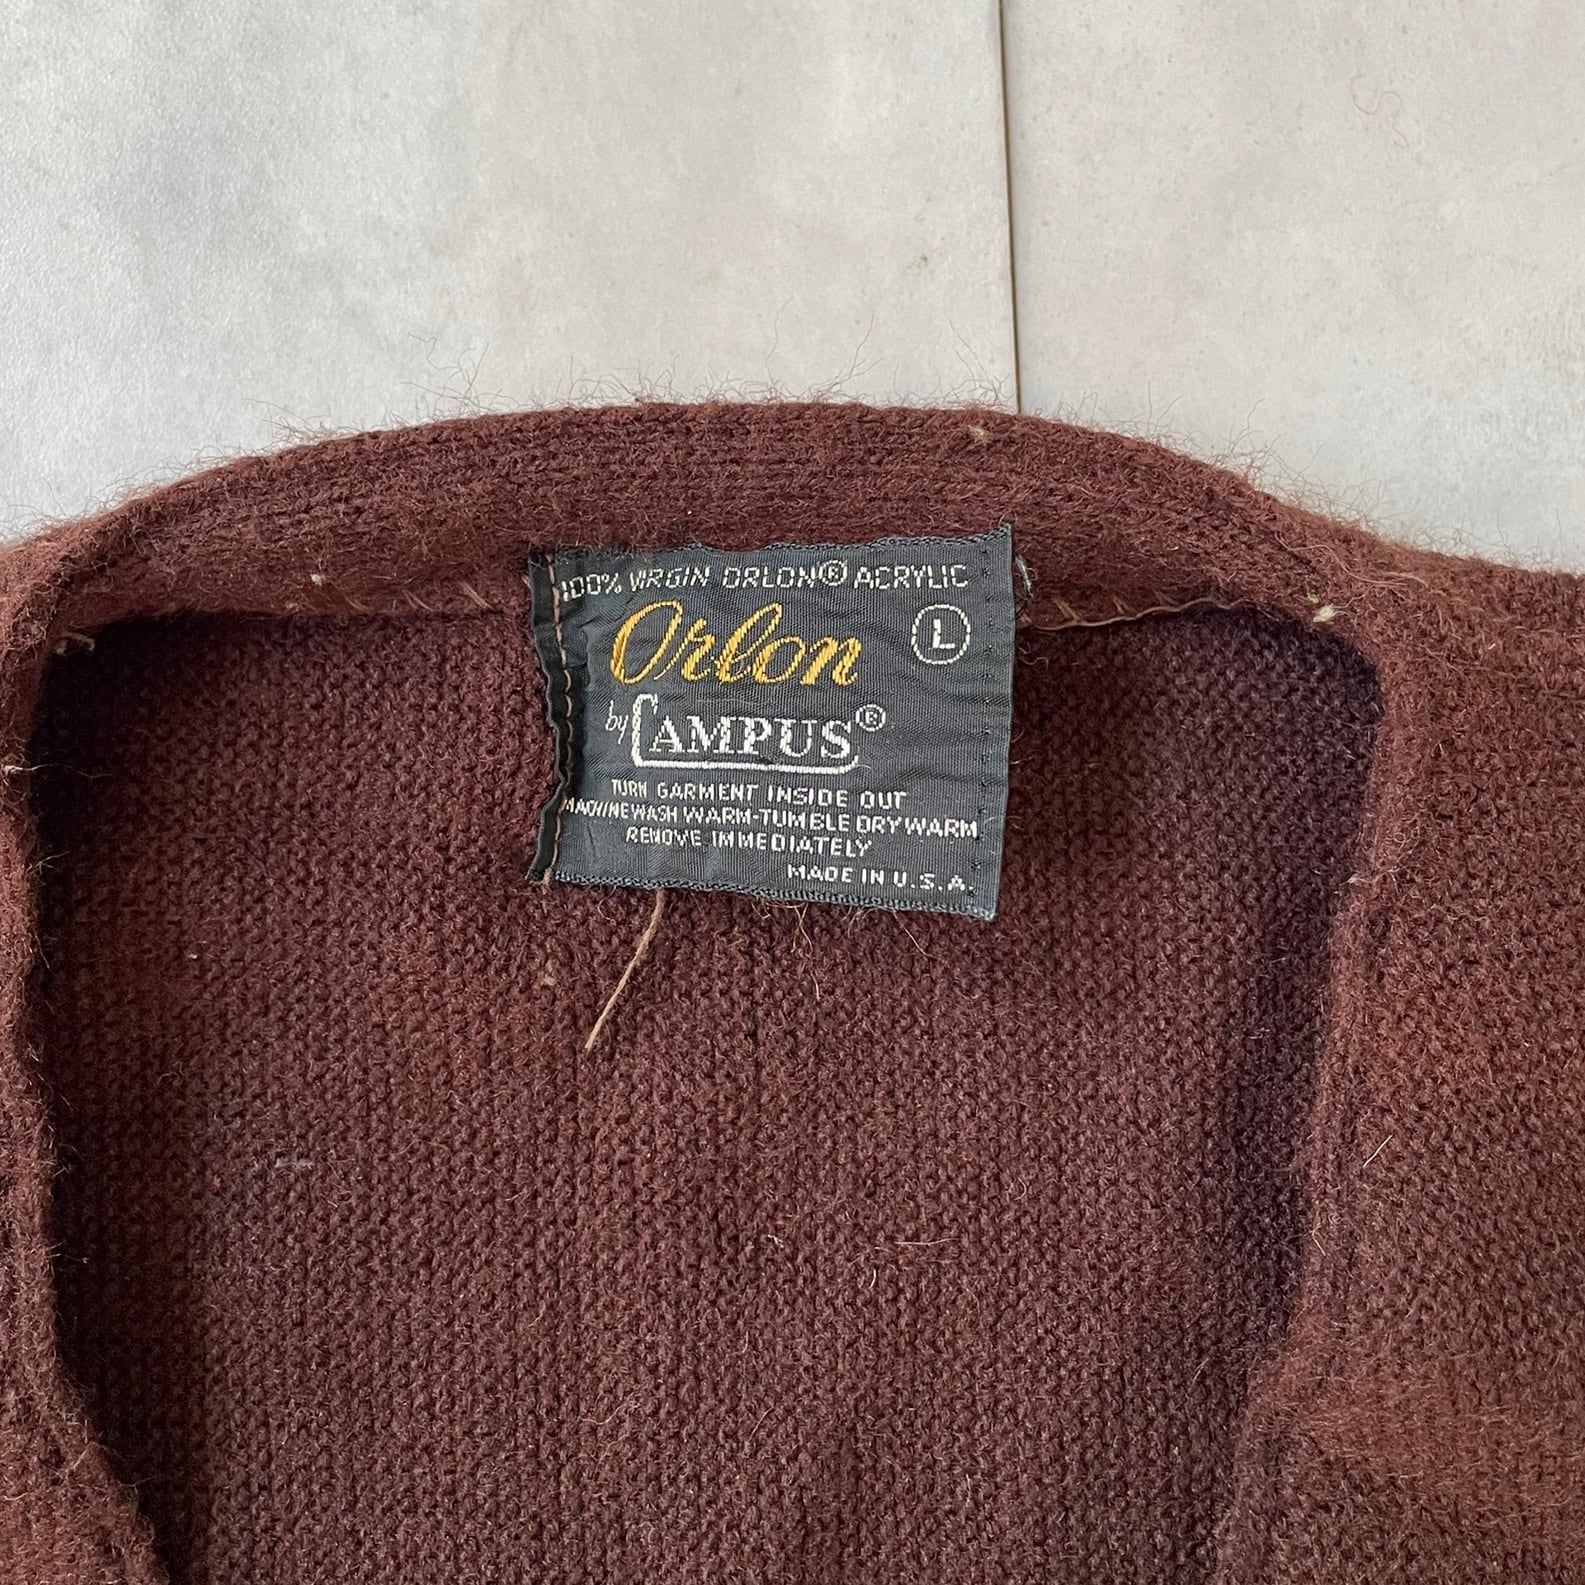 100% VIRGIN ORLON® ACRYLIC
Orlon L
by CAMPUS®
TURN GARMENT INSIDE OUT
MACHINE WASH WARM-TUMBLE DRY WARM
REMOVE IMMEDIATELY
MADE IN U.S.A.